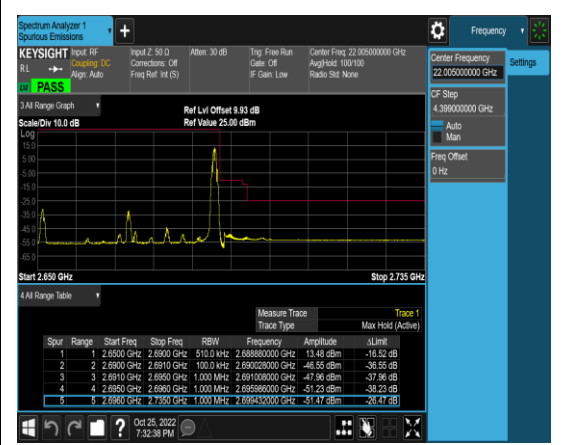 Spectrum Analyzer 1
Spurious Emissions
Frequency
KEYSIGHT Input: RF Input Z: 50 Ω Atten: 30 dB Trig: Free Run Center Freq: 22.005000000 GHz
RL Coupling: DC Corrections: Off Gate: Off Avg|Hold: 100/100
Align: Auto Freq Ref: Int (S) IF Gain: Low Radio Std: None
PASS
Center Frequency
22.005000000 GHz
Settings
CF Step
4.399000000 GHz
Auto
Man
Freq Offset
0 Hz
3 All Range Graph
Ref Lvl Offset 9.93 dB
Scale/Div 10.0 dB Ref Value 25.00 dBm
Log
15.0
5.00
-5.00
-15.0
-25.0
-35.0
-45.0
-55.0
-65.0
Start 2.650 GHz Stop 2.735 GHz
4 All Range Table
Measure Trace Trace 1
Trace Type Max Hold (Active)
Spur Range Start Freq Stop Freq RBW Frequency Amplitude ΔLimit
1 1 2.6500 GHz 2.6900 GHz 510.0 kHz 2.688880000 GHz 13.48 dBm -16.52 dB
2 2 2.6900 GHz 2.6910 GHz 100.0 kHz 2.690028000 GHz -46.55 dBm -36.55 dB
3 3 2.6910 GHz 2.6950 GHz 1.000 MHz 2.691008000 GHz -47.96 dBm -37.96 dB
4 4 2.6950 GHz 2.6960 GHz 1.000 MHz 2.695986000 GHz -51.23 dBm -38.23 dB
5 5 2.6960 GHz 2.7350 GHz 1.000 MHz 2.699432000 GHz -51.47 dBm -26.47 dB
Oct 25, 2022
7:32:38 PM